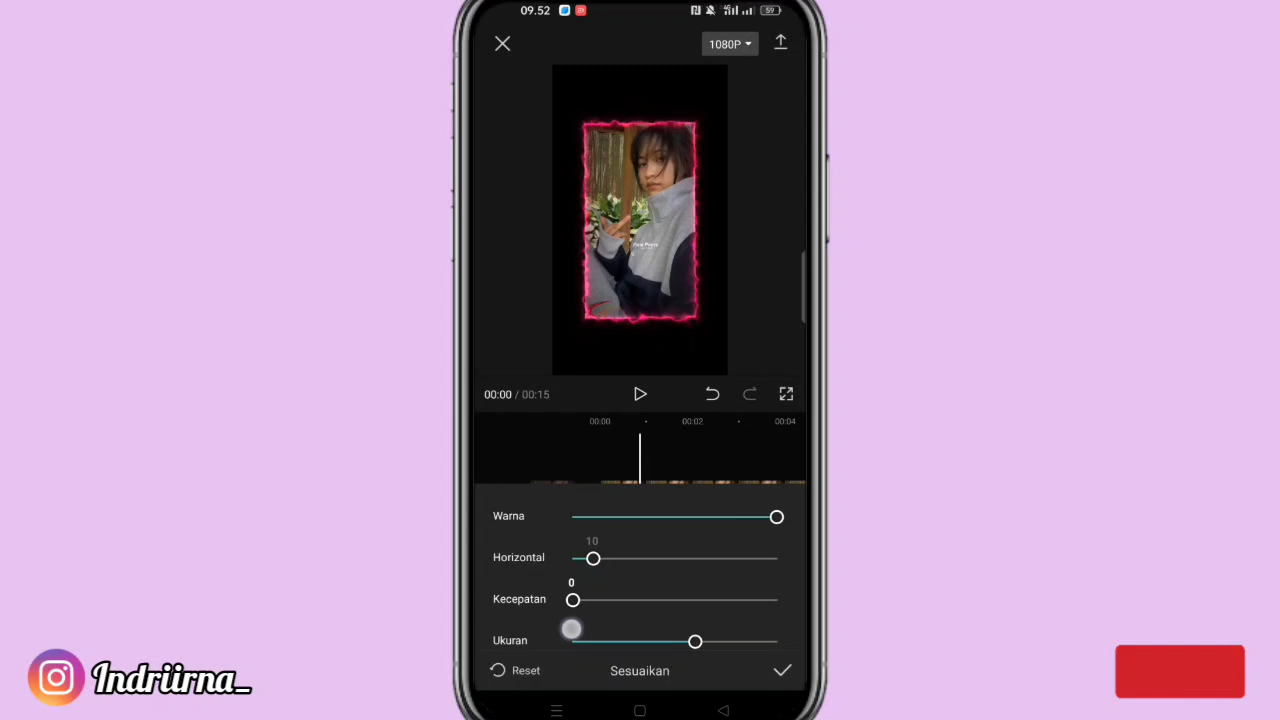 09.52
59
1080P
00:00 / 00:15
00:00
00:02
00:04
Warna
10
Horizontal
0
Kecepatan
Ukuran
Reset
Sesuaikan
Indriirna_